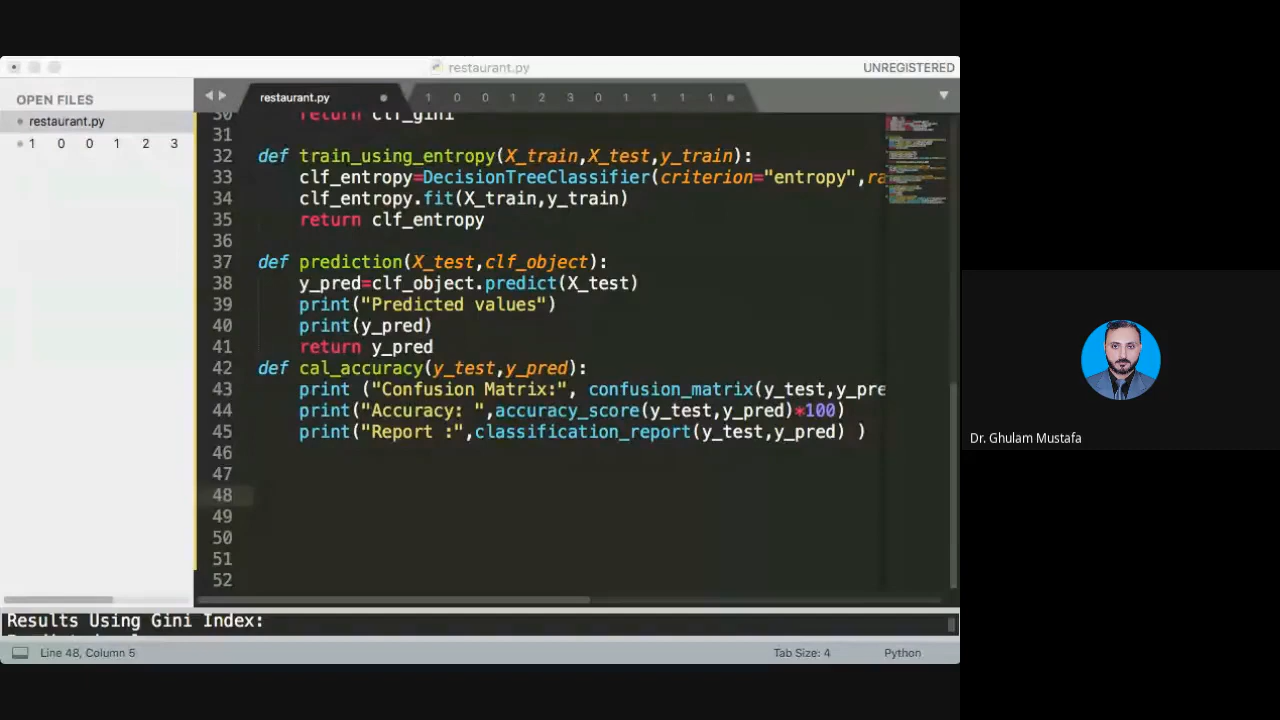 restaurant.py
UNREGISTERED
OPEN FILES
restaurant.py
1 0 0 1 2 3
restaurant.py
1 0 0 1 2 3 0 1 1 1 1
30 return clf_gini
31
32 def train_using_entropy(X_train,X_test,y_train):
33 clf_entropy=DecisionTreeClassifier(criterion="entropy",ra
34 clf_entropy.fit(X_train,y_train)
35 return clf_entropy
36
37 def prediction(X_test,clf_object):
38 y_pred=clf_object.predict(X_test)
39 print("Predicted values")
40 print(y_pred)
41 return y_pred
42 def cal_accuracy(y_test,y_pred):
43 print ("Confusion Matrix:", confusion_matrix(y_test,y_pre
44 print("Accuracy: ",accuracy_score(y_test,y_pred)*100)
45 print("Report :",classification_report(y_test,y_pred) )
46
47
48
49
50
51
52
Results Using Gini Index:
Line 48, Column 5
Tab Size: 4
Python
Dr. Ghulam Mustafa